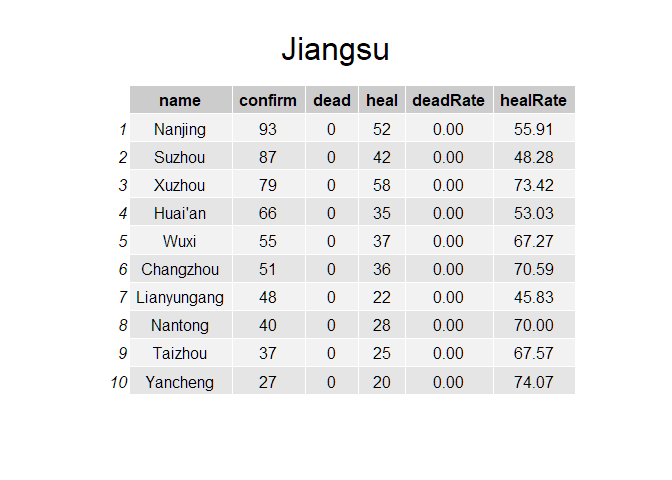 Jiangsu
name confirm dead heal deadRate healRate
1 Nanjing 93 0 52 0.00 55.91
2 Suzhou 87 0 42 0.00 48.28
3 Xuzhou 79 0 58 0.00 73.42
4 Huai'an 66 0 35 0.00 53.03
5 Wuxi 55 0 37 0.00 67.27
6 Changzhou 51 0 36 0.00 70.59
7 Lianyungang 48 0 22 0.00 45.83
8 Nantong 40 0 28 0.00 70.00
9 Taizhou 37 0 25 0.00 67.57
10 Yancheng 27 0 20 0.00 74.07